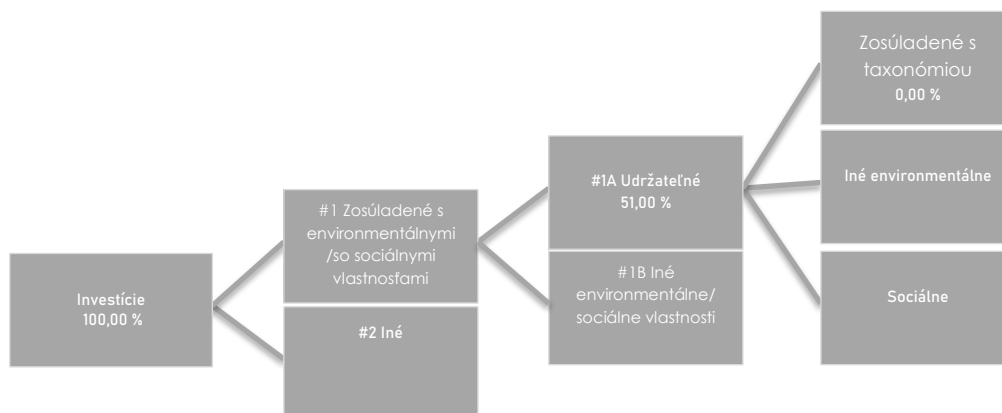 Investície
100,00 %
#1 Zosúladené s
environmentálnymi
/so sociálnymi
vlastnosťami
#2 Iné
#1A Udržateľné
51,00 %
#1B Iné
environmentálne/
sociálne vlastnosti
Zosúladené s
taxonómiou
0,00 %
Iné environmentálne
Sociálne